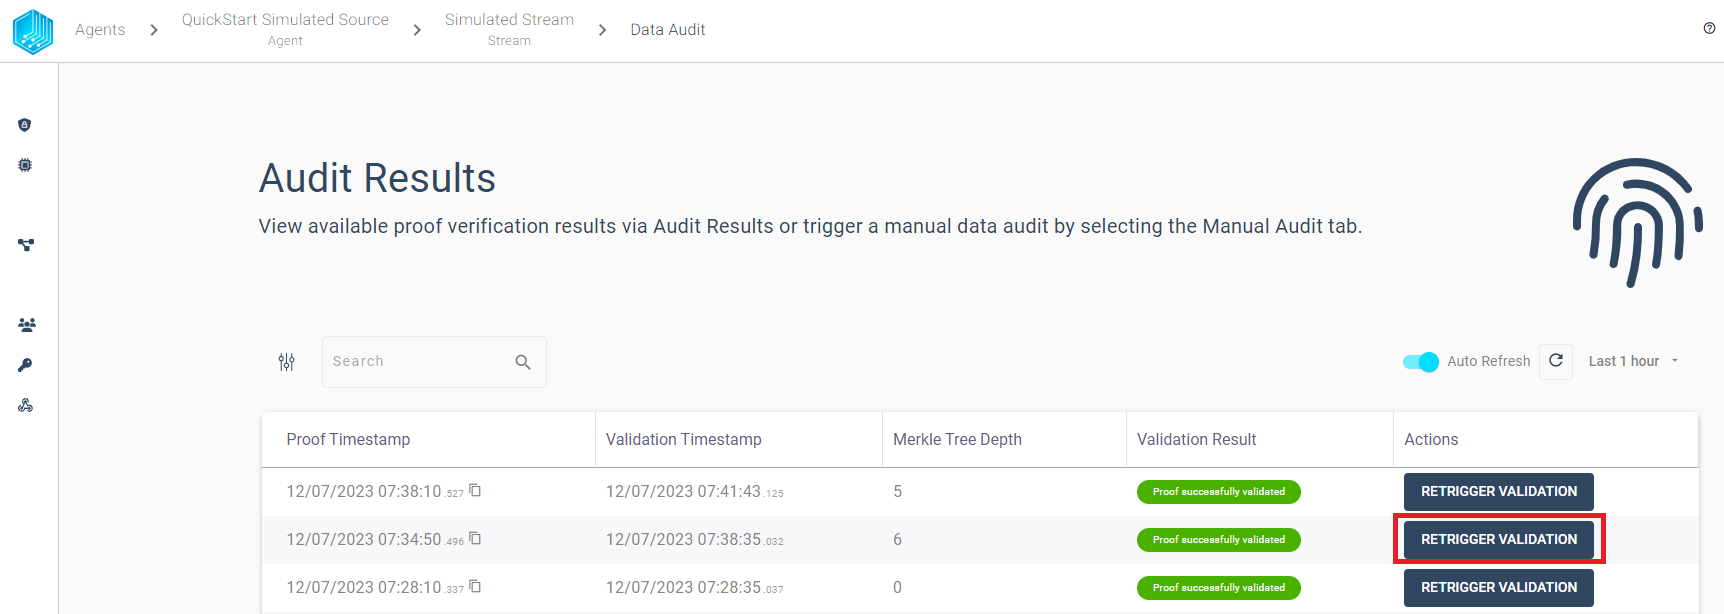 Agents
QuickStart Simulated Source
Agent
Simulated Stream
Stream
Data Audit
Audit Results
View available proof verification results via Audit Results or trigger a manual data audit by selecting the Manual Audit tab.
Search
Auto Refresh
Last 1 hour
Proof Timestamp Validation Timestamp Merkle Tree Depth Validation Result Actions
12/07/2023 07:38:10.527 12/07/2023 07:41:43.125 5 Proof successfully validated RETRIGGER VALIDATION
12/07/2023 07:34:50.496 12/07/2023 07:38:35.032 6 Proof successfully validated RETRIGGER VALIDATION
12/07/2023 07:28:10.337 12/07/2023 07:28:35.037 0 Proof successfully validated RETRIGGER VALIDATION